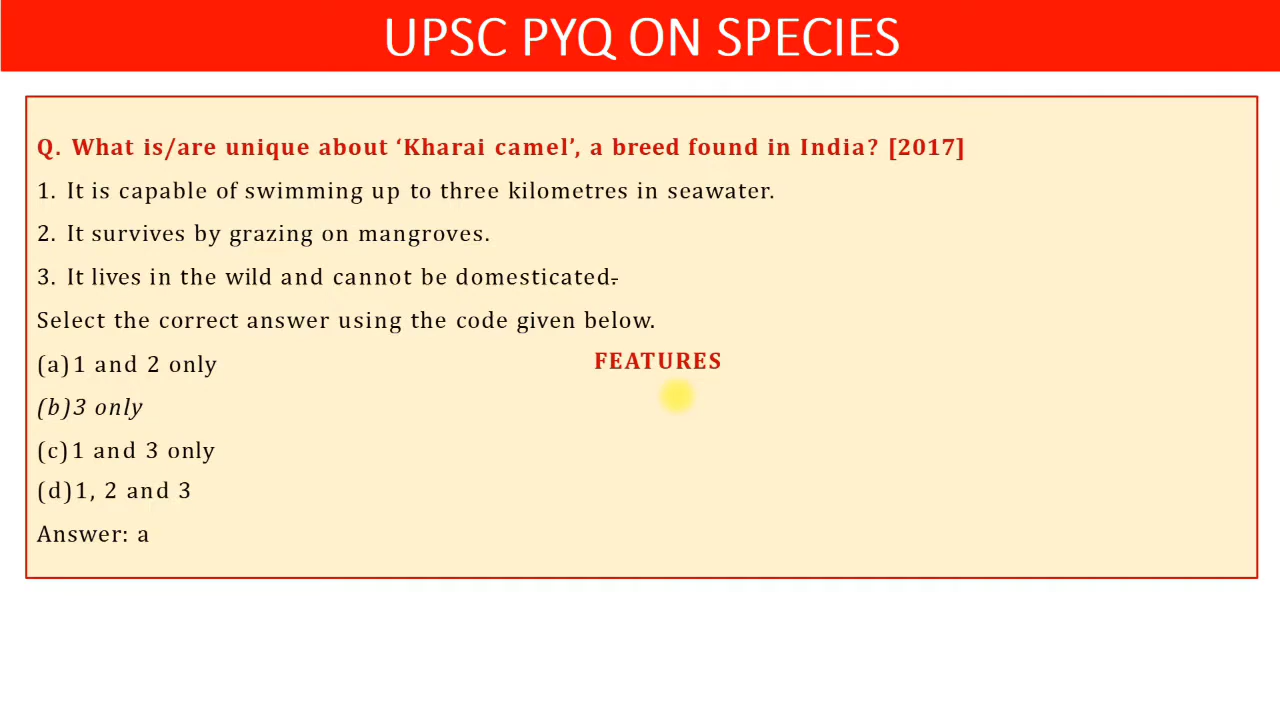 UPSC PYQ ON SPECIES
Q. What is/are unique about ‘Kharai camel’, a breed found in India? [2017]
1. It is capable of swimming up to three kilometres in seawater.
2. It survives by grazing on mangroves.
3. It lives in the wild and cannot be domesticated.
Select the correct answer using the code given below.
(a)1 and 2 only
FEATURES
(b)3 only
(c)1 and 3 only
(d)1, 2 and 3
Answer: a